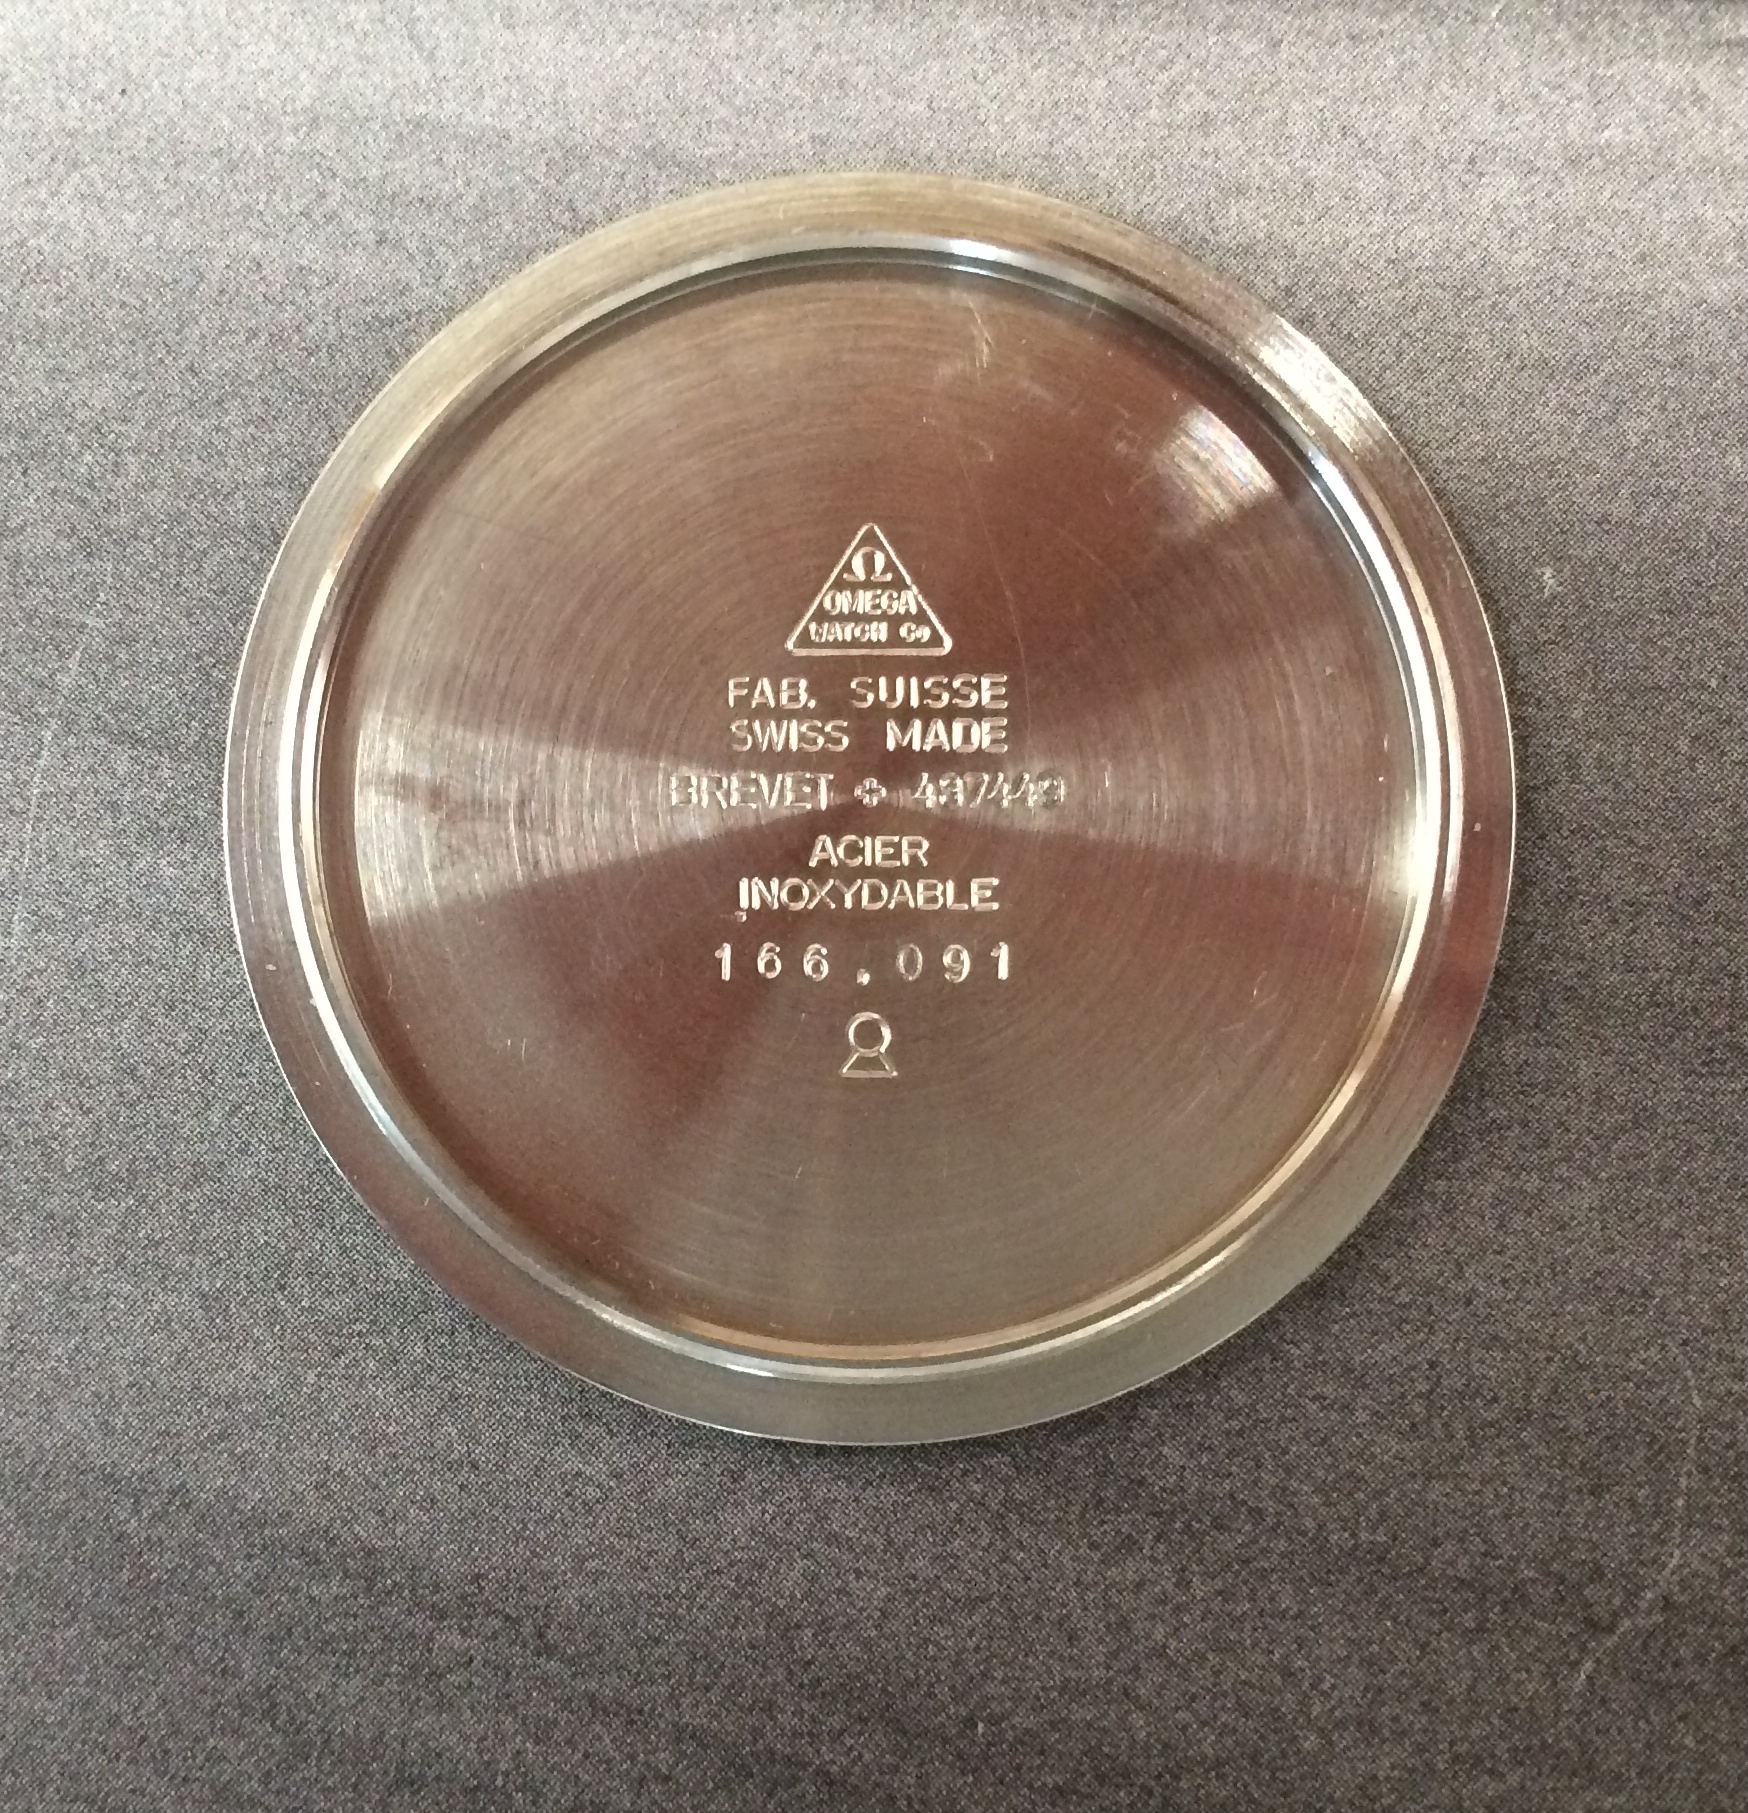 Ω
OMEGA
WATCH Co
FAB. SUISSE
SWISS MADE
BREVET ✚ 437449
ACIER
INOXYDABLE
166.091